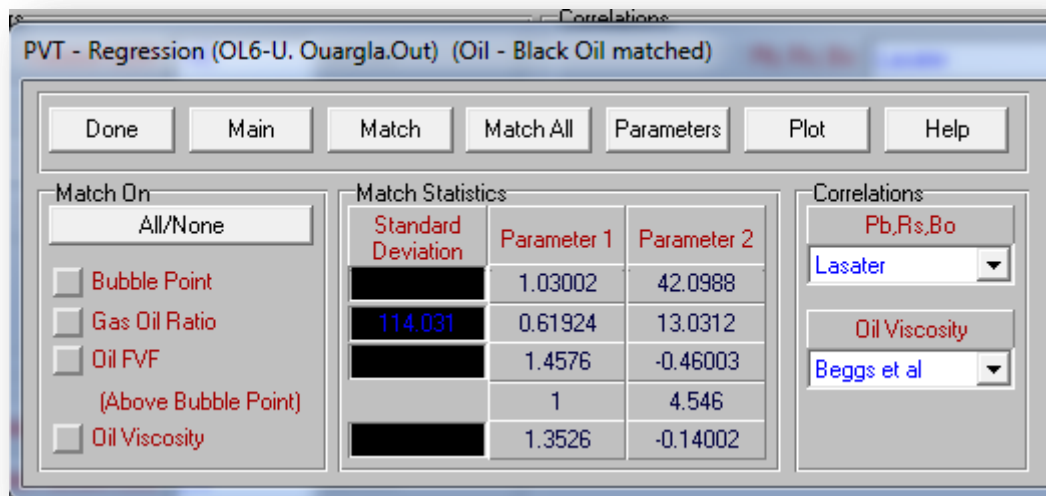 Correlations
PVT - Regression (OL6-U. Ouargla.Out) (Oil - Black Oil matched)
Done Main Match Match All Parameters Plot Help
Match On
All/None
Bubble Point
Gas Oil Ratio
Oil FVF
(Above Bubble Point)
Oil Viscosity
Match Statistics
Standard Deviation Parameter 1 Parameter 2
1.03002 42.0988
114.031 0.61924 13.0312
1.4576 -0.46003
1 4.546
1.3526 -0.14002
Correlations
Pb,Rs,Bo
Lasater
Oil Viscosity
Beggs et al